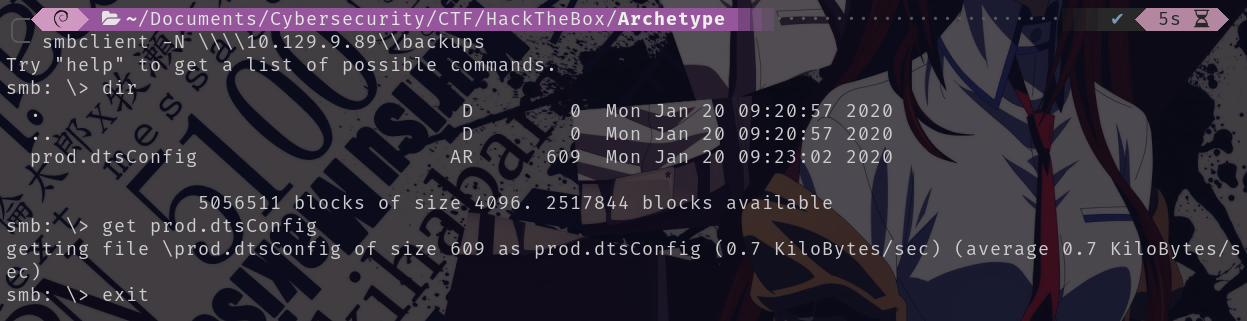 ~/Documents/Cybersecurity/CTF/HackTheBox/Archetype ✔ 5s
smbclient -N \\\\10.129.9.89\\backups
Try "help" to get a list of possible commands.
smb: \> dir
. D 0 Mon Jan 20 09:20:57 2020
.. D 0 Mon Jan 20 09:20:57 2020
prod.dtsConfig AR 609 Mon Jan 20 09:23:02 2020
5056511 blocks of size 4096. 2517844 blocks available
smb: \> get prod.dtsConfig
getting file \prod.dtsConfig of size 609 as prod.dtsConfig (0.7 KiloBytes/sec) (average 0.7 KiloBytes/s
ec)
smb: \> exit